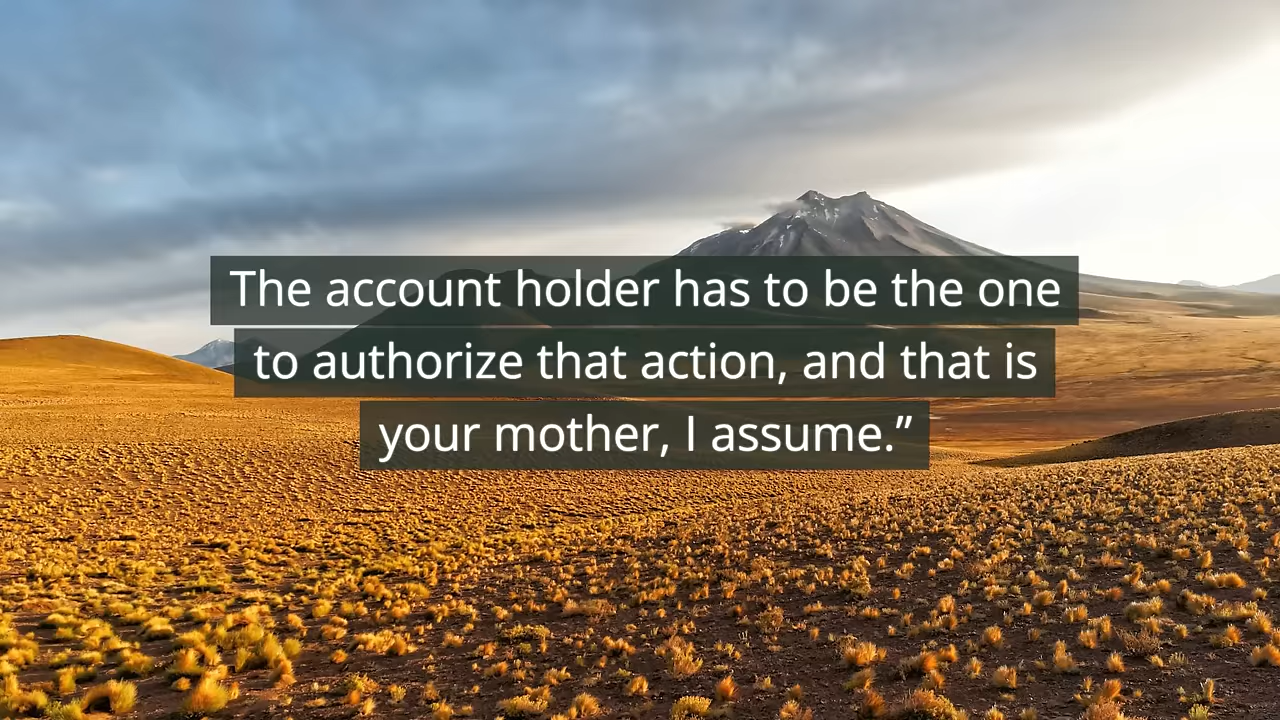 The account holder has to be the one
to authorize that action, and that is
your mother, I assume.”